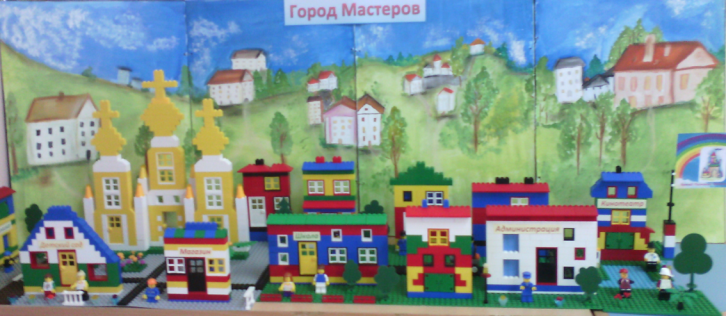 Город Мастеров
Детский сад
Магазин
Школа
Администрация
Кинотеатр